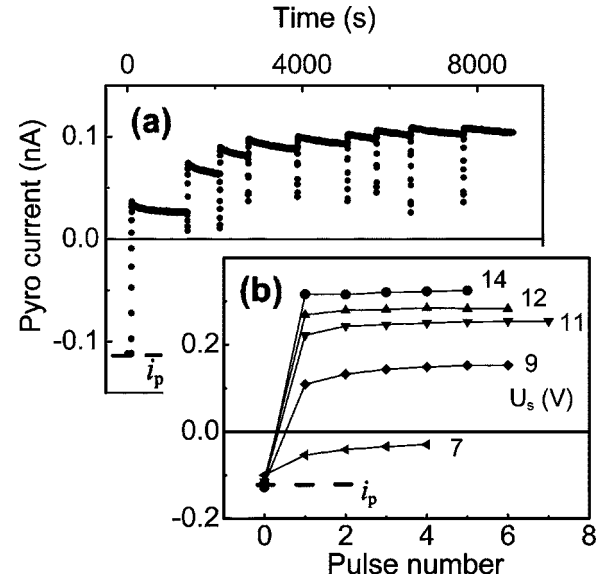 Time (s)
0 4000 8000
(a)
0.1
0.0
-0.1
Pyro current (nA)
i_p
(b)
14
12
11
9
U_s (V)
7
i_p
0.2
0.0
-0.2
0 2 4 6 8
Pulse number